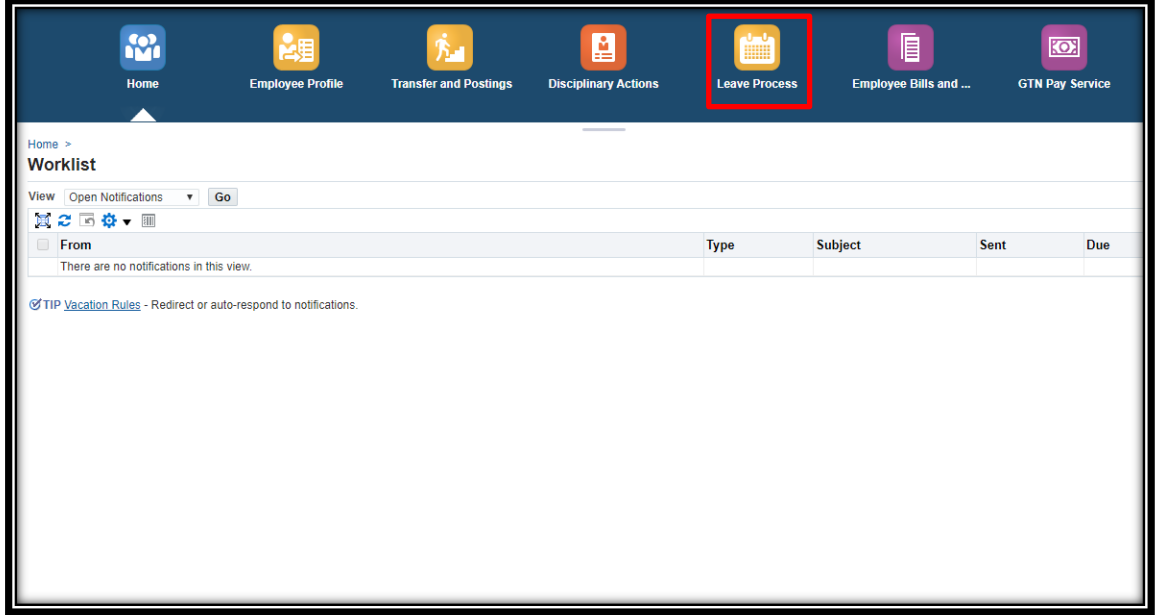 Home
Employee Profile
Transfer and Postings
Disciplinary Actions
Leave Process
Employee Bills and ...
GTN Pay Service
Home >
Worklist
View Open Notifications Go
From Type Subject Sent Due
There are no notifications in this view.
TIP Vacation Rules - Redirect or auto-respond to notifications.